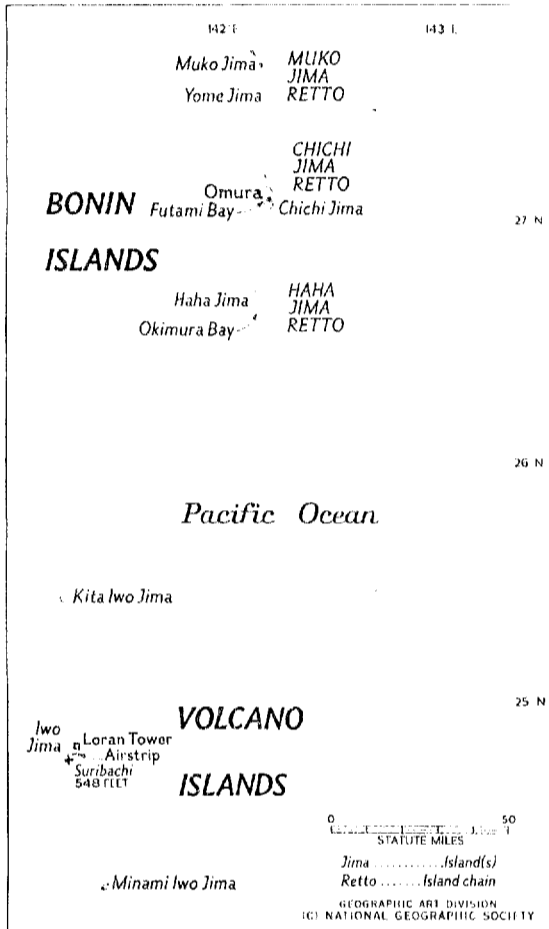 142 E 143 E
Muko Jima MUKO
JIMA
Yome Jima RETTO
CHICHI
JIMA
Omura RETTO
BONIN Futami Bay Chichi Jima
27 N
ISLANDS
Haha Jima HAHA
JIMA
Okimura Bay RETTO
26 N
Pacific Ocean
Kita Iwo Jima
25 N
VOLCANO
Iwo
Jima Loran Tower
Airstrip
Suribachi
548 FEET
ISLANDS
0 50
STATUTE MILES
Jima ............ Island(s)
Retto ....... Island chain
Minami Iwo Jima
GEOGRAPHIC ART DIVISION
(C) NATIONAL GEOGRAPHIC SOCIETY